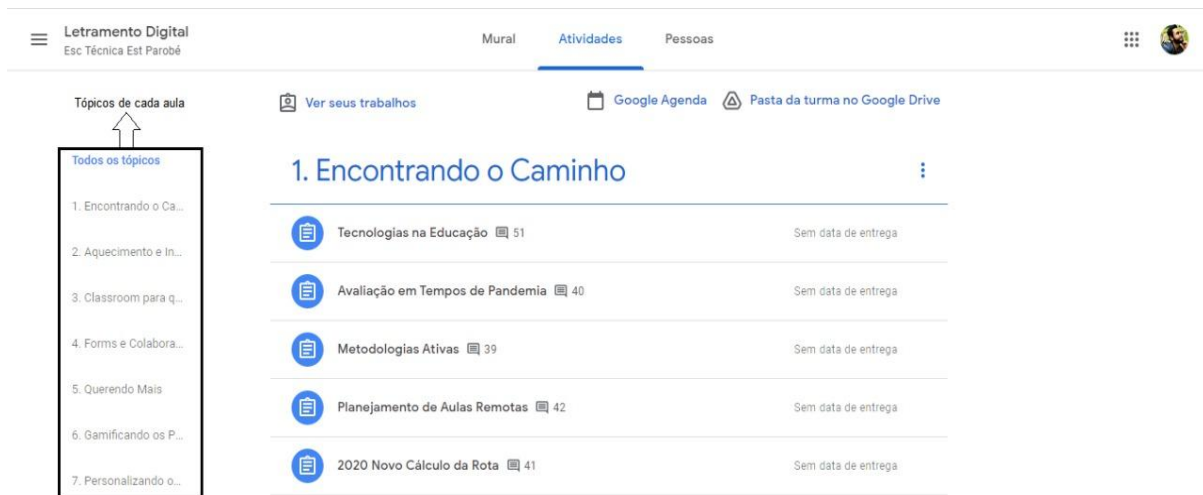 Letramento Digital
Esc Técnica Est Parobé
Mural Atividades Pessoas
Tópicos de cada aula
Todos os tópicos
1. Encontrando o Ca...
2. Aquecimento e In...
3. Classroom para q...
4. Forms e Colabora...
5. Querendo Mais
6. Gamificando os P...
7. Personalizando o...
Ver seus trabalhos
Google Agenda
Pasta da turma no Google Drive
1. Encontrando o Caminho
Tecnologias na Educação 51 Sem data de entrega
Avaliação em Tempos de Pandemia 40 Sem data de entrega
Metodologias Ativas 39 Sem data de entrega
Planejamento de Aulas Remotas 42 Sem data de entrega
2020 Novo Cálculo da Rota 41 Sem data de entrega